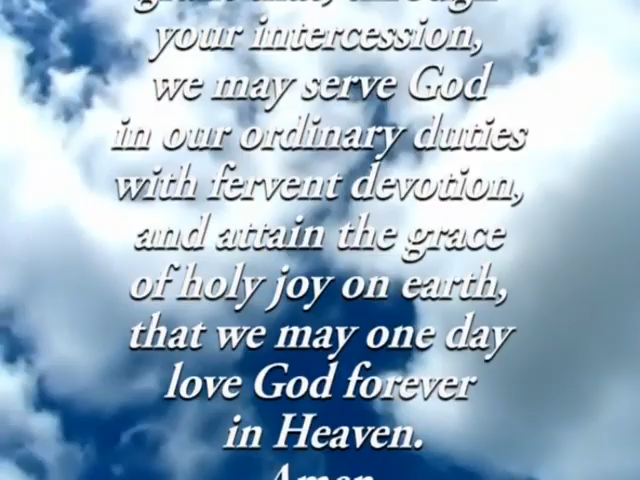 your intercession,
we may serve God
in our ordinary duties
with fervent devotion,
and attain the grace
of holy joy on earth,
that we may one day
love God forever
in Heaven.
Amen